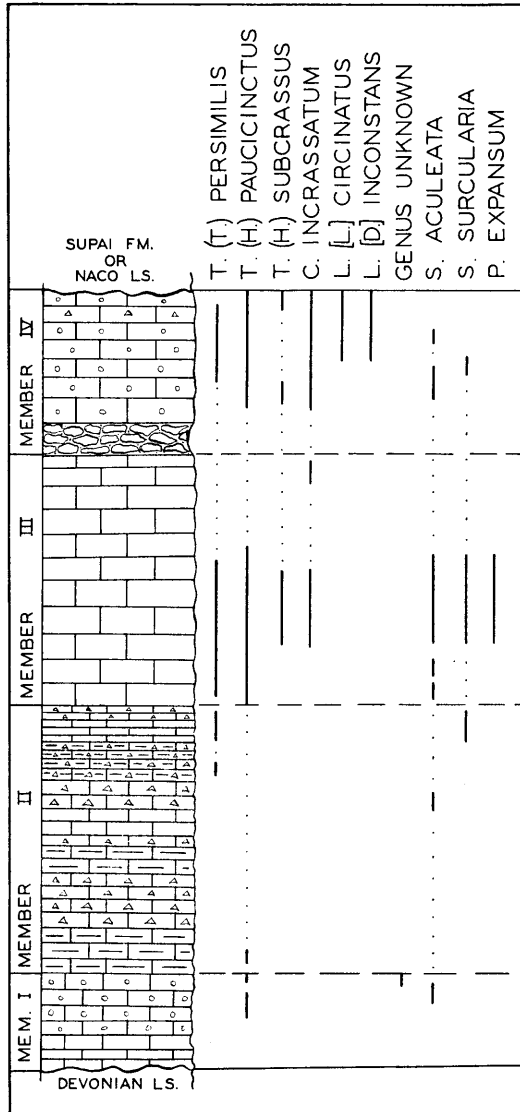 SUPAI FM.
OR
NACO LS.
T. (T.) PERSIMILIS
T. (H.) PAUCICINCTUS
T. (H.) SUBCRASSUS
C. INCRASSATUM
L. [L.] CIRCINATUS
L. [D.] INCONSTANS
GENUS UNKNOWN
S. ACULEATA
S. SURCULARIA
P. EXPANSUM
MEMBER IV
MEMBER III
MEMBER II
MEM. I
DEVONIAN LS.